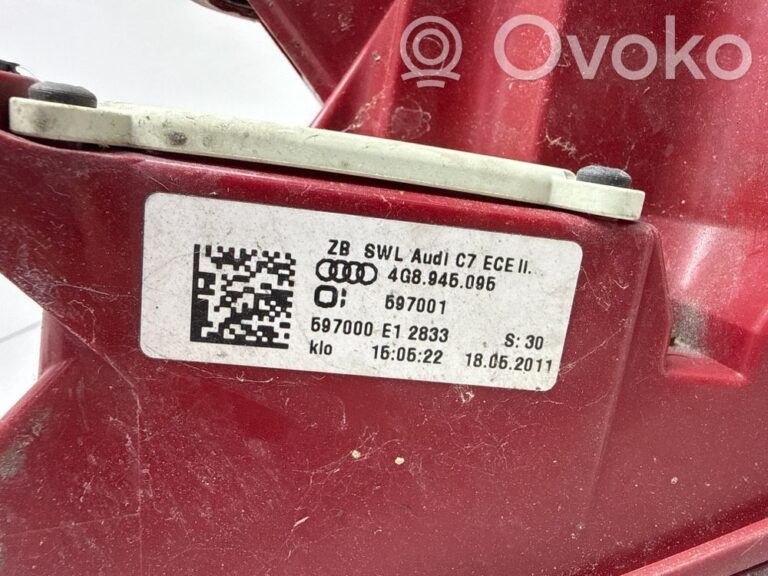 Ovoko
ZB SWL Audi C7 ECE II.
4G8.945.095
597001
597000 E1 2833 S: 30
klo 15:05:22 18.05.2011